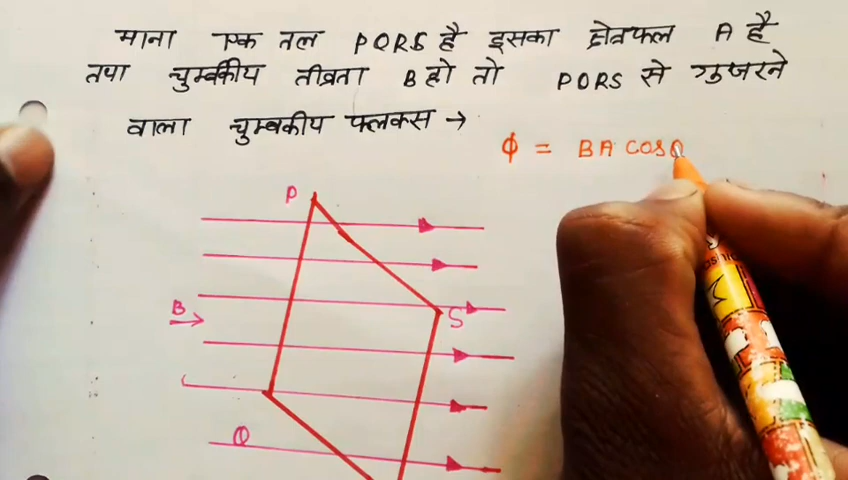 माना एक तल PQRS है इसका क्षेत्रफल A है
तथा चुम्बकीय तीव्रता B हो तो PQRS से गुजरने
वाला चुम्बकीय फ्लक्स →
ϕ = BA cosθ
P
B
S
Q